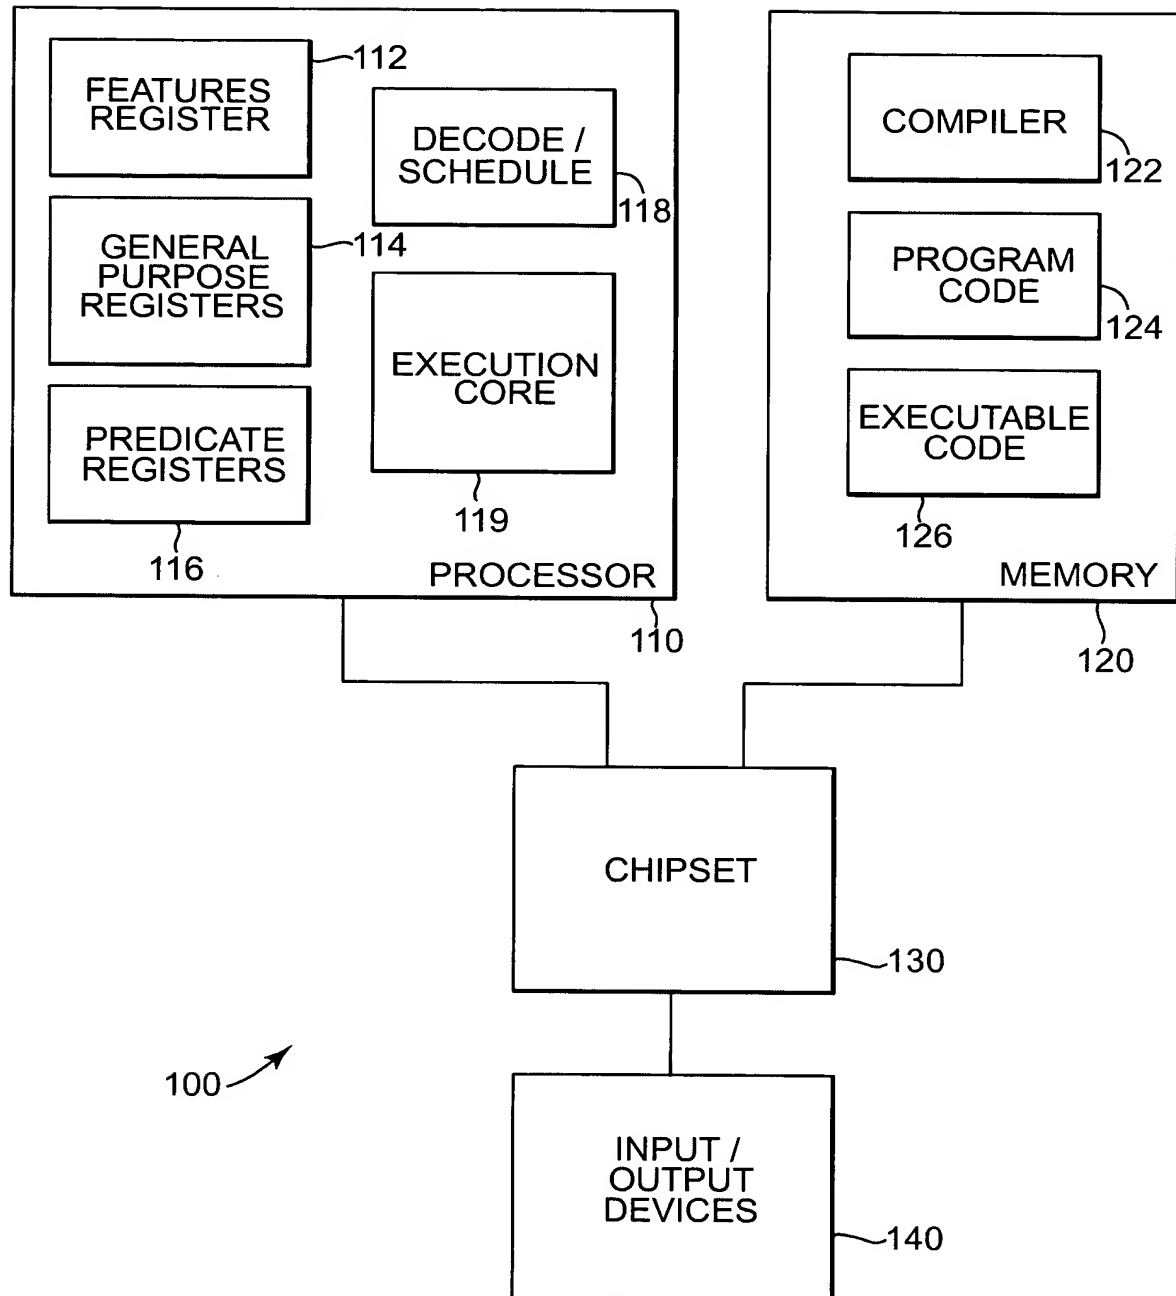 FEATURES
REGISTER
112
DECODE /
SCHEDULE
118
GENERAL
PURPOSE
REGISTERS
114
EXECUTION
CORE
119
PREDICATE
REGISTERS
116
PROCESSOR
110
COMPILER
122
PROGRAM
CODE
124
EXECUTABLE
CODE
126
MEMORY
120
CHIPSET
130
100
INPUT /
OUTPUT
DEVICES
140